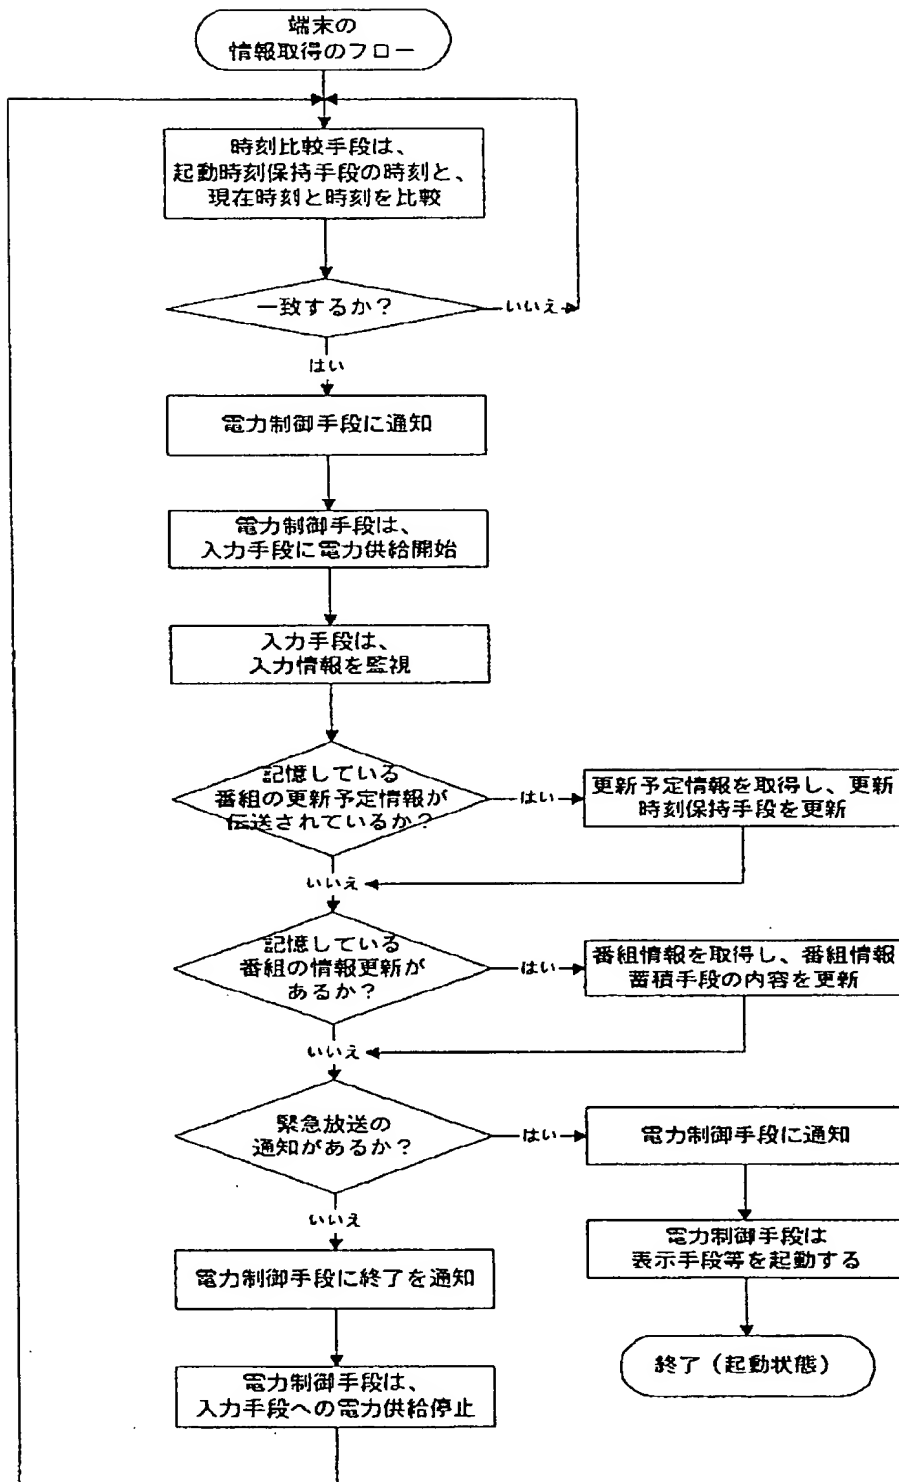 端末の
情報取得のフロー
時刻比較手段は、
起動時刻保持手段の時刻と、
現在時刻と時刻を比較
一致するか?
いいえ
はい
電力制御手段に通知
電力制御手段は、
入力手段に電力供給開始
入力手段は、
入力情報を監視
記憶している
番組の更新予定情報が
伝送されているか?
はい
更新予定情報を取得し、更新
時刻保持手段を更新
いいえ
記憶している
番組の情報更新が
あるか?
はい
番組情報を取得し、番組情報
蓄積手段の内容を更新
いいえ
緊急放送の
通知があるか?
はい
電力制御手段に通知
いいえ
電力制御手段は
表示手段等を起動する
電力制御手段に終了を通知
終了(起動状態)
電力制御手段は、
入力手段への電力供給停止